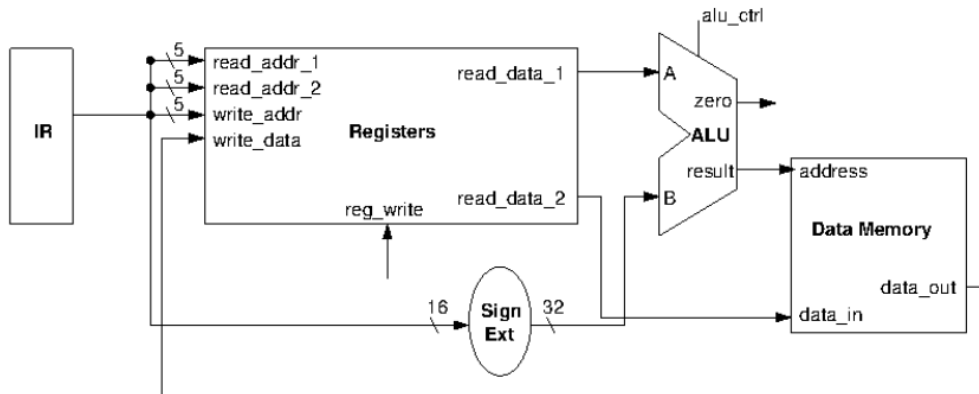 alu_ctrl
IR
5
read_addr_1
5
read_addr_2
5
write_addr
write_data
Registers
read_data_1
read_data_2
reg_write
A
zero
ALU
result
B
address
Data Memory
data_out
data_in
16
Sign
Ext
32